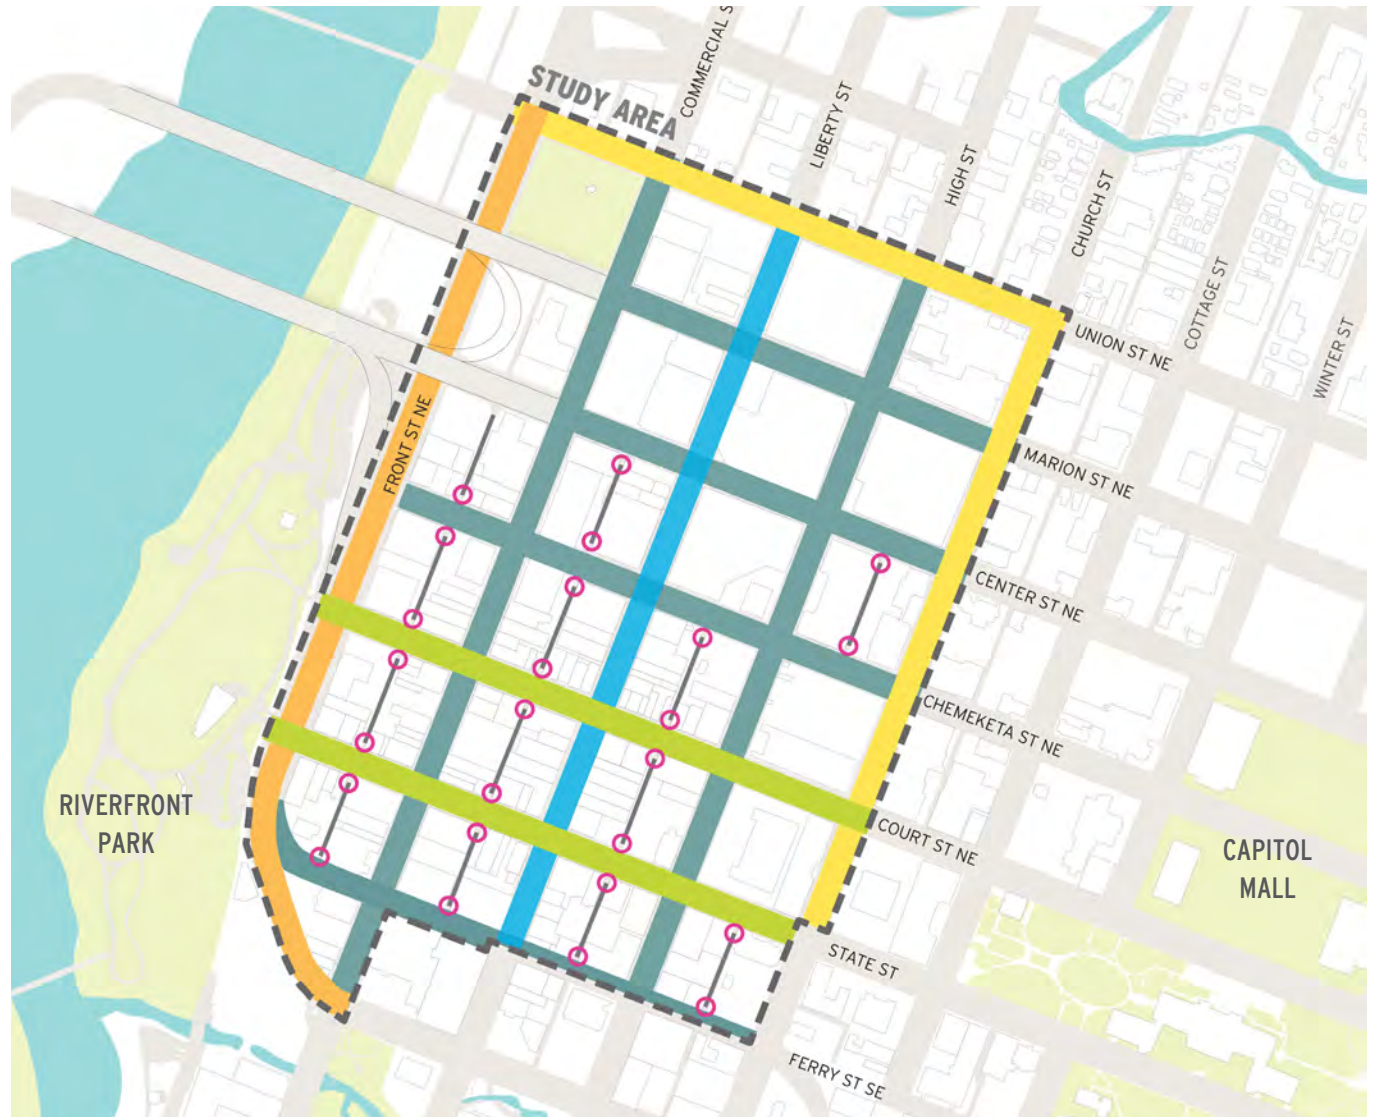 STUDY AREA
COMMERCIAL S
LIBERTY ST
HIGH ST
CHURCH ST
COTTAGE ST
WINTER ST
UNION ST NE
MARION ST NE
FRONT ST NE
CENTER ST NE
CHEMEKETA ST NE
COURT ST NE
RIVERFRONT
PARK
CAPITOL
MALL
STATE ST
FERRY ST SE